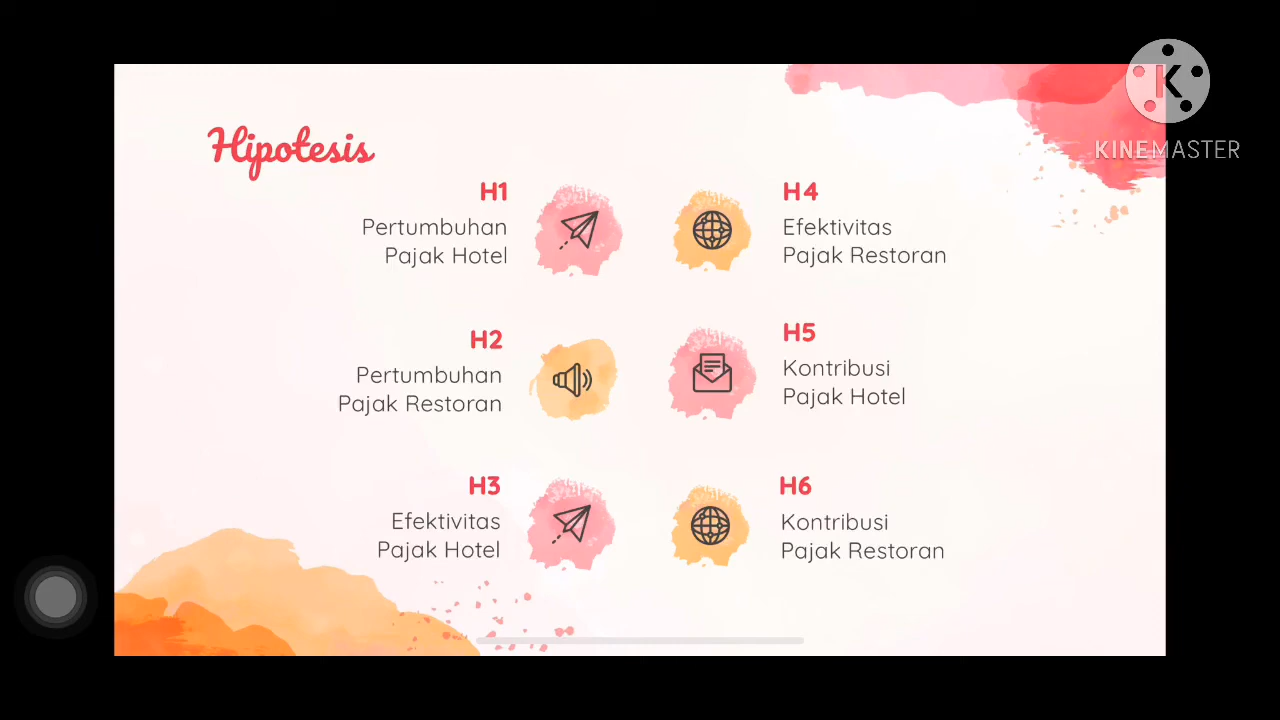 Hipotesis
H1
Pertumbuhan
Pajak Hotel
H2
Pertumbuhan
Pajak Restoran
H3
Efektivitas
Pajak Hotel
H4
Efektivitas
Pajak Restoran
H5
Kontribusi
Pajak Hotel
H6
Kontribusi
Pajak Restoran
K
KINEMASTER